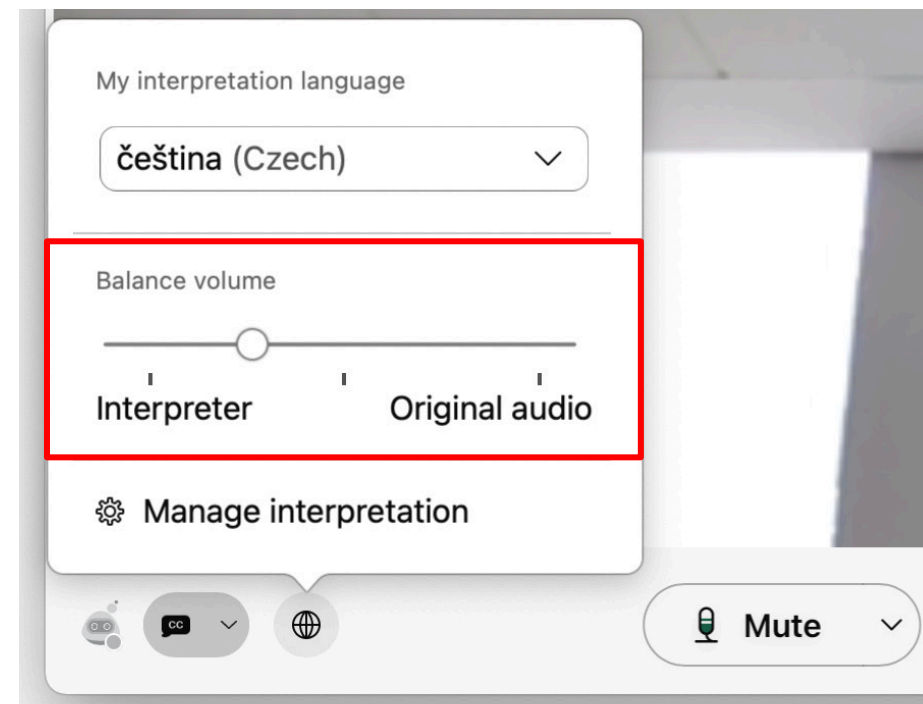 My interpretation language
čeština (Czech)
Balance volume
Interpreter Original audio
Manage interpretation
CC
Mute